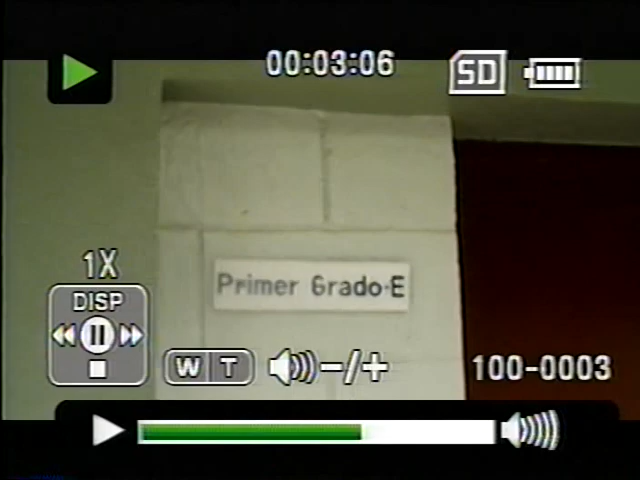 00:03:06
SD
1X
DISP
Primer Grado-E
W T
-/+
100-0003